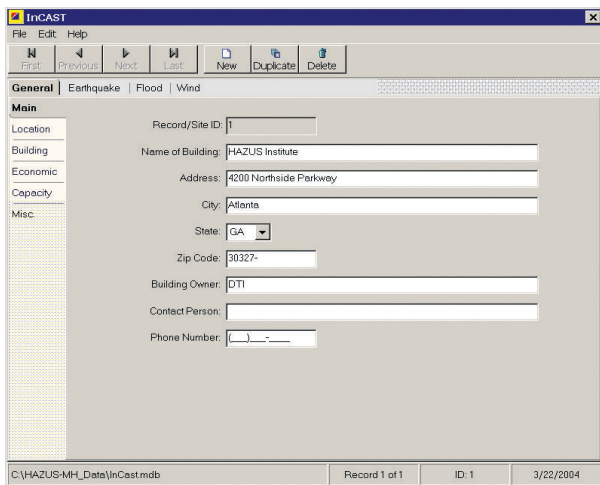 InCAST
File Edit Help
First Previous Next Last New Duplicate Delete
General Earthquake Flood Wind
Main
Location
Building
Economic
Capacity
Misc.
Record/Site ID: 1
Name of Building: HAZUS Institute
Address: 4200 Northside Parkway
City: Atlanta
State: GA
Zip Code: 30327-
Building Owner: DTI
Contact Person:
Phone Number: (___)___-____
C:\HAZUS-MH_Data\InCast.mdb Record 1 of 1 ID: 1 3/22/2004